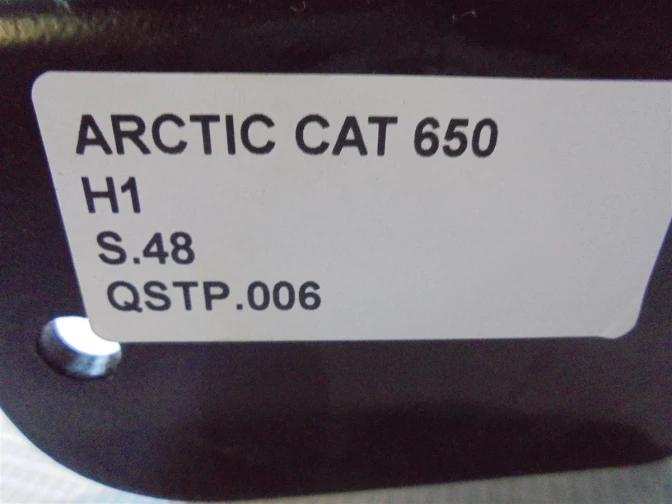 ARCTIC CAT 650
H1
S.48
QSTP.006